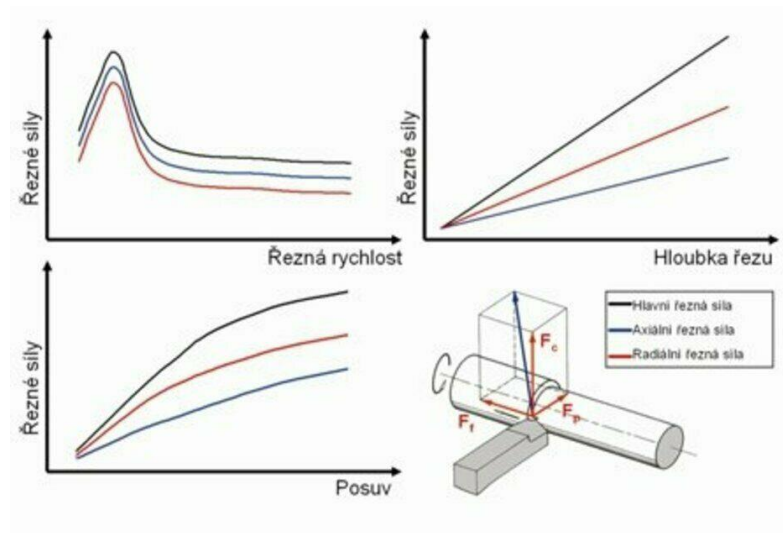 Řezné síly
Řezná rychlost
Řezné síly
Hloubka řezu
Řezné síly
Posuv
Hlavní řezná síla
Axiální řezná síla
Radiální řezná síla
Fc
Ff
Fp